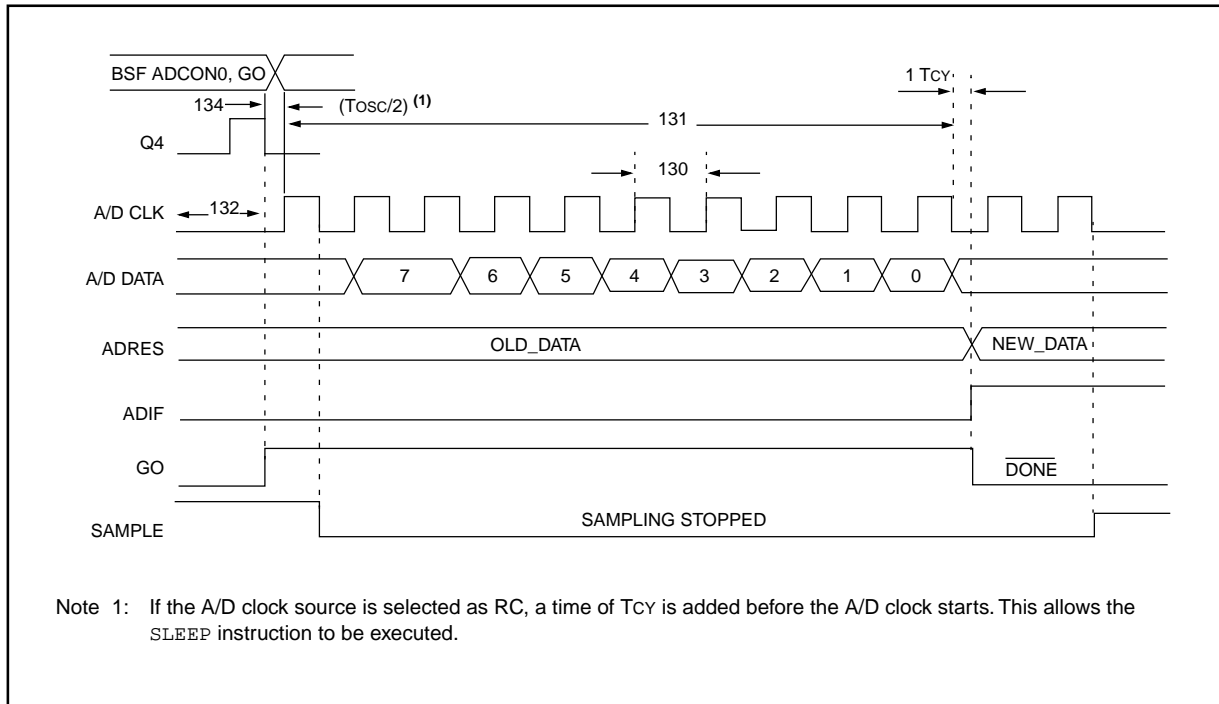 BSF ADCON0, GO
1 TCY
134
(TOSC/2) (1)
131
Q4
130
A/D CLK
132
A/D DATA
7 6 5 4 3 2 1 0
ADRES
OLD_DATA
NEW_DATA
ADIF
GO
DONE
SAMPLE
SAMPLING STOPPED
Note 1: If the A/D clock source is selected as RC, a time of TCY is added before the A/D clock starts. This allows the
SLEEP instruction to be executed.